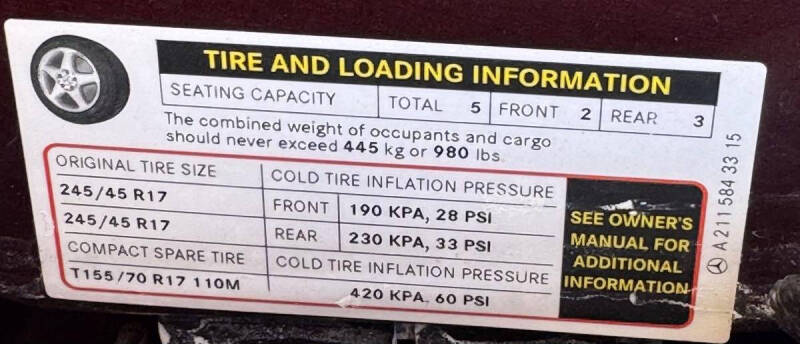 TIRE AND LOADING INFORMATION
SEATING CAPACITY TOTAL 5 FRONT 2 REAR 3
The combined weight of occupants and cargo
should never exceed 445 kg or 980 lbs.
ORIGINAL TIRE SIZE COLD TIRE INFLATION PRESSURE
245/45 R17 FRONT 190 KPA, 28 PSI
245/45 R17 REAR 230 KPA, 33 PSI
COMPACT SPARE TIRE COLD TIRE INFLATION PRESSURE
T155/70 R17 110M 420 KPA, 60 PSI
SEE OWNER'S
MANUAL FOR
ADDITIONAL
INFORMATION
A 211 584 33 15